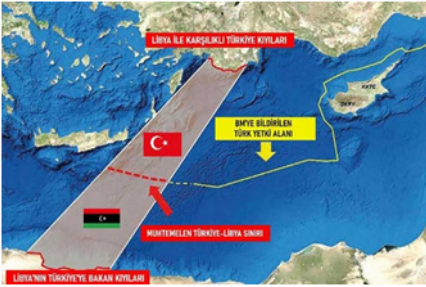 LİBYA İLE KARŞILIKLI TÜRKİYE KIYILARI
KKTC
GKRY
BM'YE BİLDİRİLEN
TÜRK YETKİ ALANI
MUHTEMELEN TÜRKİYE-LİBYA SINIRI
LİBYA'NIN TÜRKİYE'YE BAKAN KIYILARI